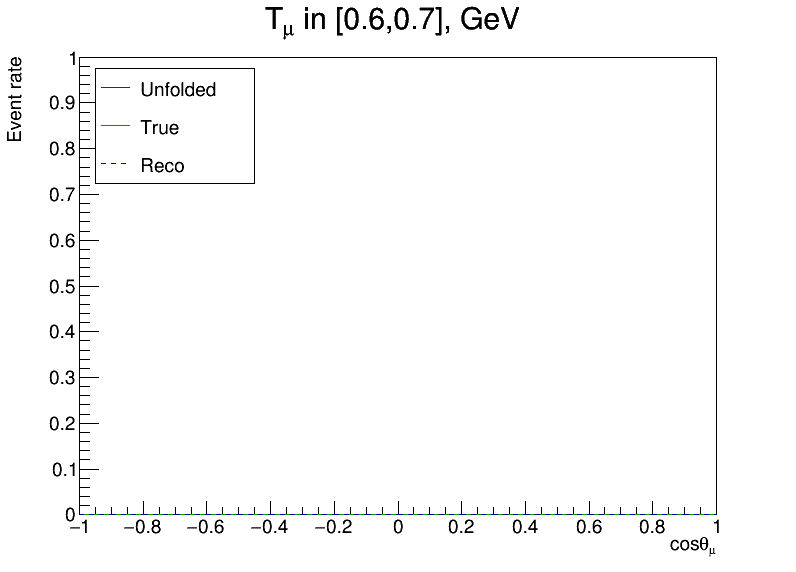 T_μ in [0.6,0.7], GeV
Event rate
1
0.9
0.8
0.7
0.6
0.5
0.4
0.3
0.2
0.1
0
Unfolded
True
Reco
−1 −0.8 −0.6 −0.4 −0.2 0 0.2 0.4 0.6 0.8 1
cosθ_μ